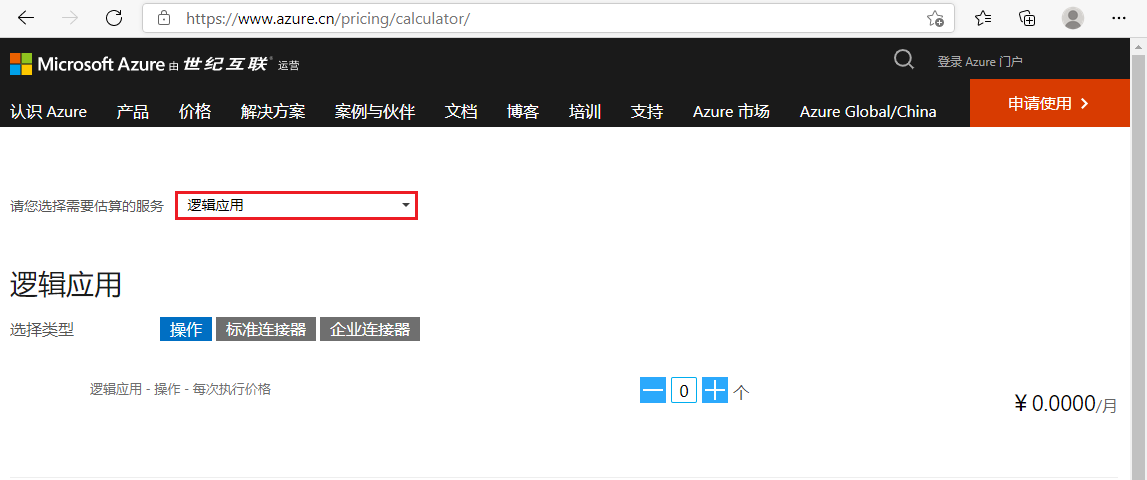 https://www.azure.cn/pricing/calculator/
Microsoft Azure 由 世纪互联 运营
登录 Azure 门户
认识 Azure 产品 价格 解决方案 案例与伙伴 文档 博客 培训 支持 Azure 市场 Azure Global/China 申请使用
请您选择需要估算的服务 逻辑应用
逻辑应用
选择类型 操作 标准连接器 企业连接器
逻辑应用 - 操作 - 每次执行价格 0 个
¥ 0.0000/月